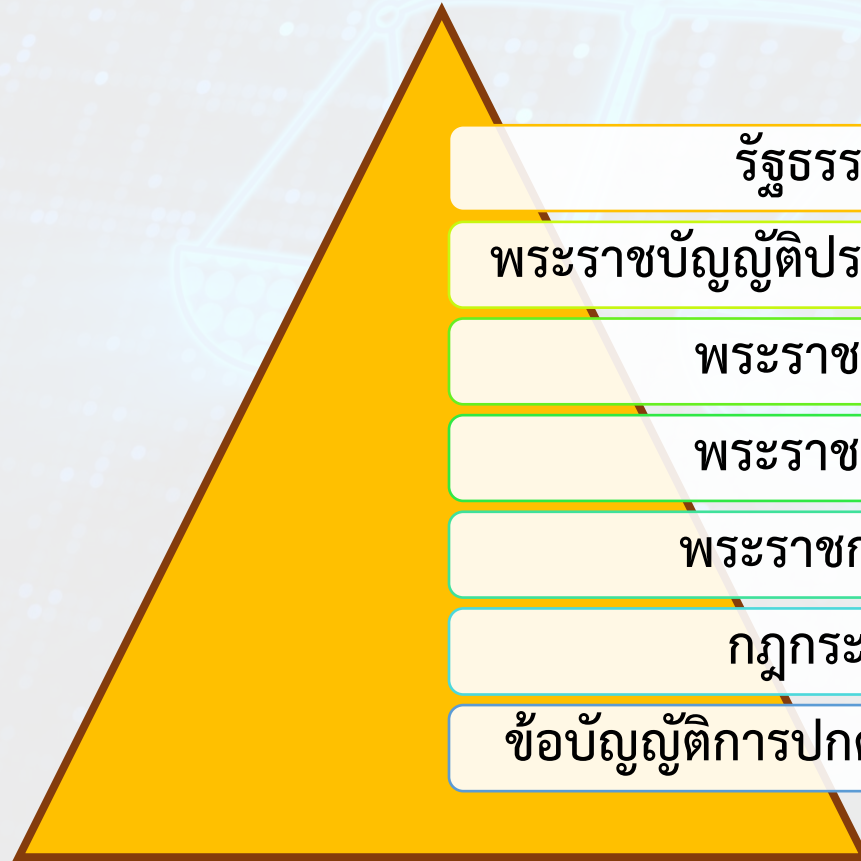 รัฐธรร
พระราชบัญญัติปร
พระราช
พระราช
พระราชก
กฎกระ
ข้อบัญญัติการปกค